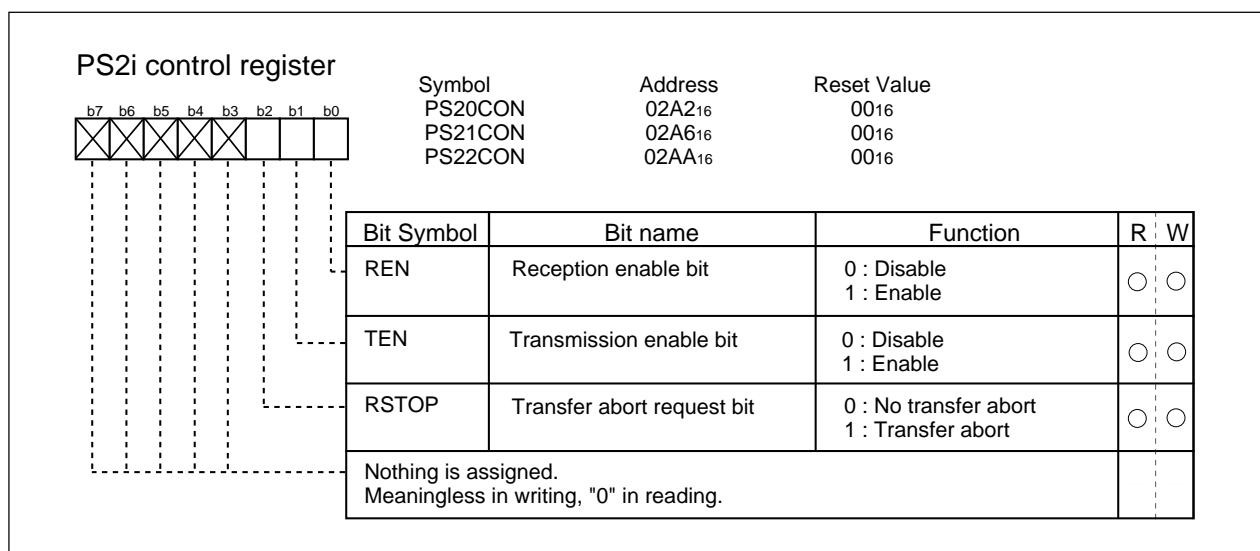 PS2i control register
Symbol Address Reset Value
PS20CON 02A216 0016
PS21CON 02A616 0016
PS22CON 02AA16 0016
b7 b6 b5 b4 b3 b2 b1 b0
Bit Symbol Bit name Function R W
REN Reception enable bit 0 : Disable
1 : Enable
TEN Transmission enable bit 0 : Disable
1 : Enable
RSTOP Transfer abort request bit 0 : No transfer abort
1 : Transfer abort
Nothing is assigned.
Meaningless in writing, "0" in reading.